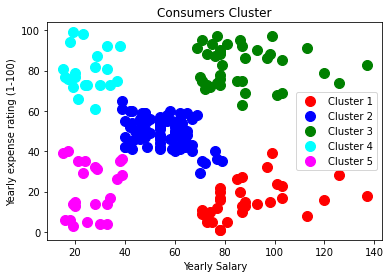 Consumers Cluster
Yearly expense rating (1-100)
100
80
60
40
20
0
Cluster 1
Cluster 2
Cluster 3
Cluster 4
Cluster 5
20
40
60
80
100
120
140
Yearly Salary